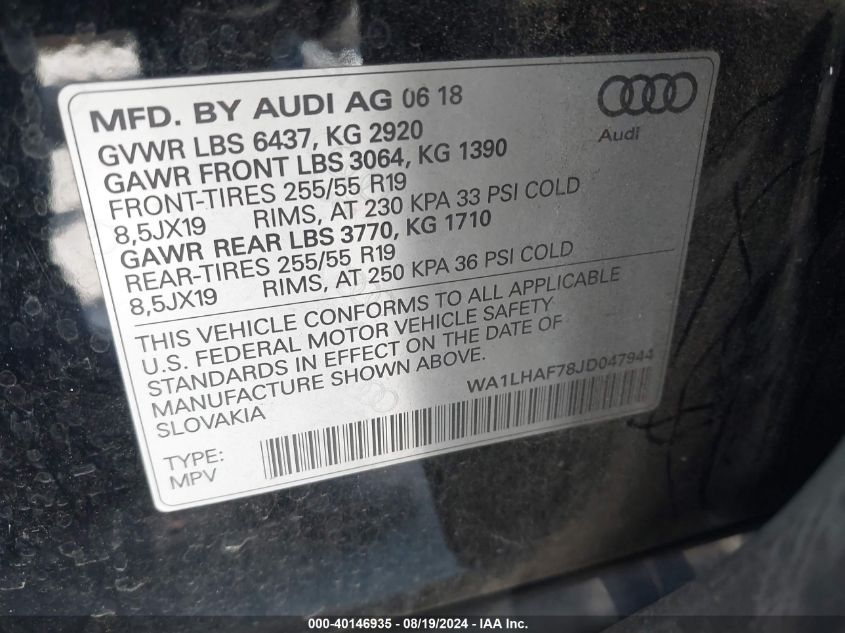 MFD. BY AUDI AG 06 18
Audi
GVWR LBS 6437, KG 2920
GAWR FRONT LBS 3064, KG 1390
FRONT-TIRES 255/55 R19
8,5JX19 RIMS, AT 230 KPA 33 PSI COLD
GAWR REAR LBS 3770, KG 1710
REAR-TIRES 255/55 R19
8,5JX19 RIMS, AT 250 KPA 36 PSI COLD
THIS VEHICLE CONFORMS TO ALL APPLICABLE
U.S. FEDERAL MOTOR VEHICLE SAFETY
STANDARDS IN EFFECT ON THE DATE OF
MANUFACTURE SHOWN ABOVE.
SLOVAKIA
WA1LHAF78JD047944
TYPE:
MPV
000-40146935 - 08/19/2024 - IAA Inc.